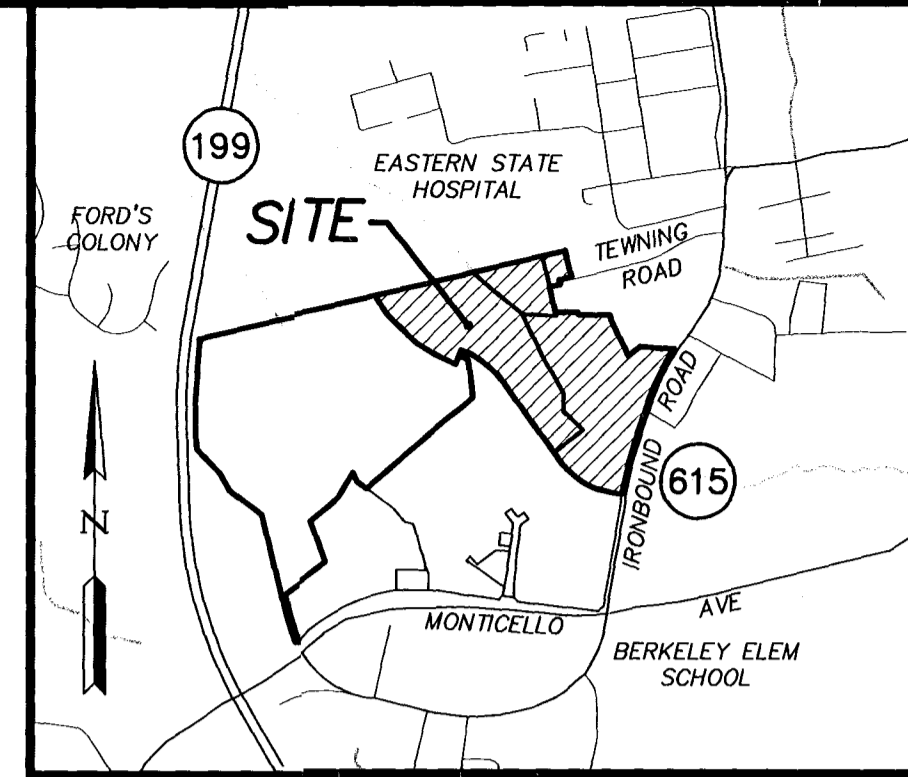 199
EASTERN STATE
HOSPITAL
FORD'S
COLONY
SITE
TEWNING
ROAD
ROAD
IRONBOUND
615
N
MONTICELLO
AVE
BERKELEY ELEM
SCHOOL